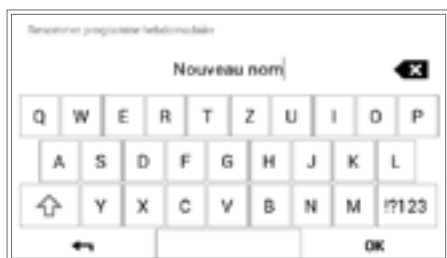 Renommer programme hebdomadaire
Nouveau nom
Q W E R T Z U I O P
A S D F G H J K L
Y X C V B N M !?123
OK